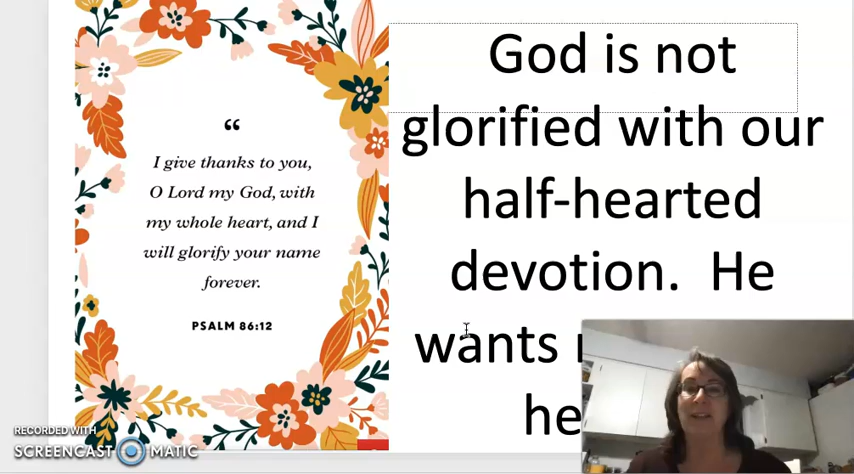 “
I give thanks to you,
O Lord my God, with
my whole heart, and I
will glorify your name
forever.
PSALM 86:12
God is not
glorified with our
half-hearted
devotion. He
wants
RECORDED WITH
SCREENCAST MATIC